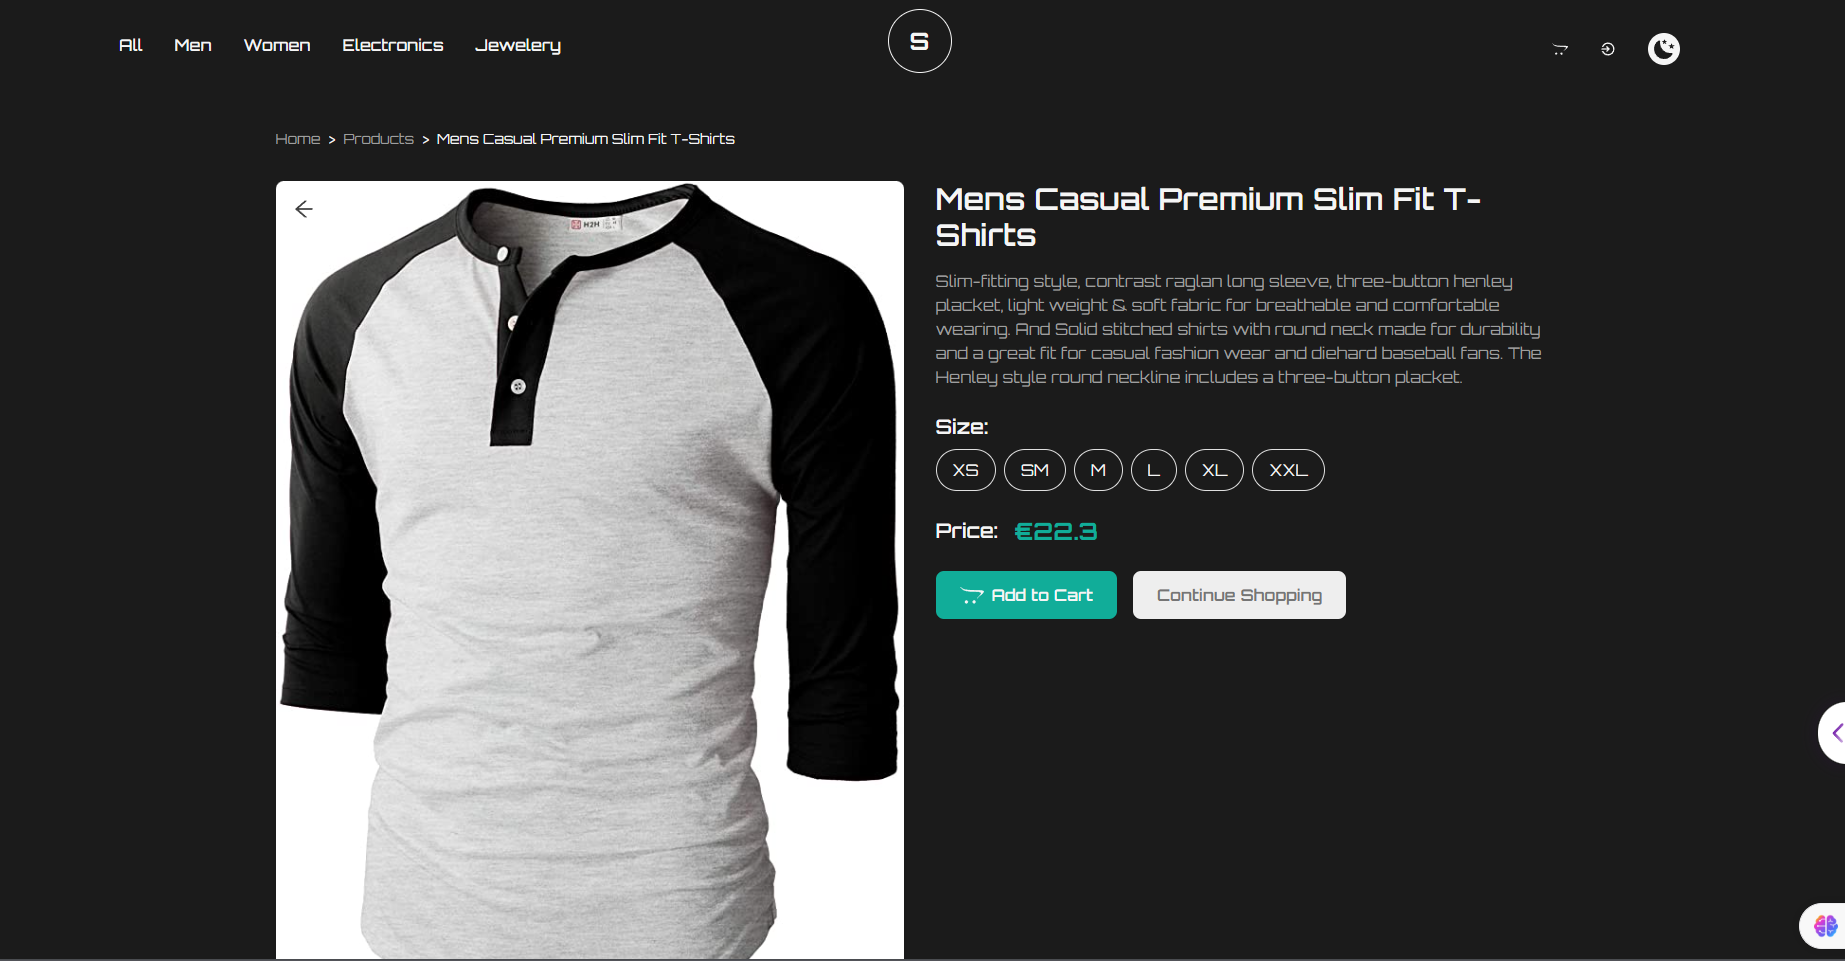 All Men Women Electronics Jewelery
S
Home > Products > Mens Casual Premium Slim Fit T-Shirts
H2H
Mens Casual Premium Slim Fit T-
Shirts
Slim-fitting style, contrast raglan long sleeve, three-button henley
placket, light weight & soft fabric for breathable and comfortable
wearing. And Solid stitched shirts with round neck made for durability
and a great fit for casual fashion wear and diehard baseball fans. The
Henley style round neckline includes a three-button placket.
Size:
XS SM M L XL XXL
Price: €22.3
Add to Cart Continue Shopping